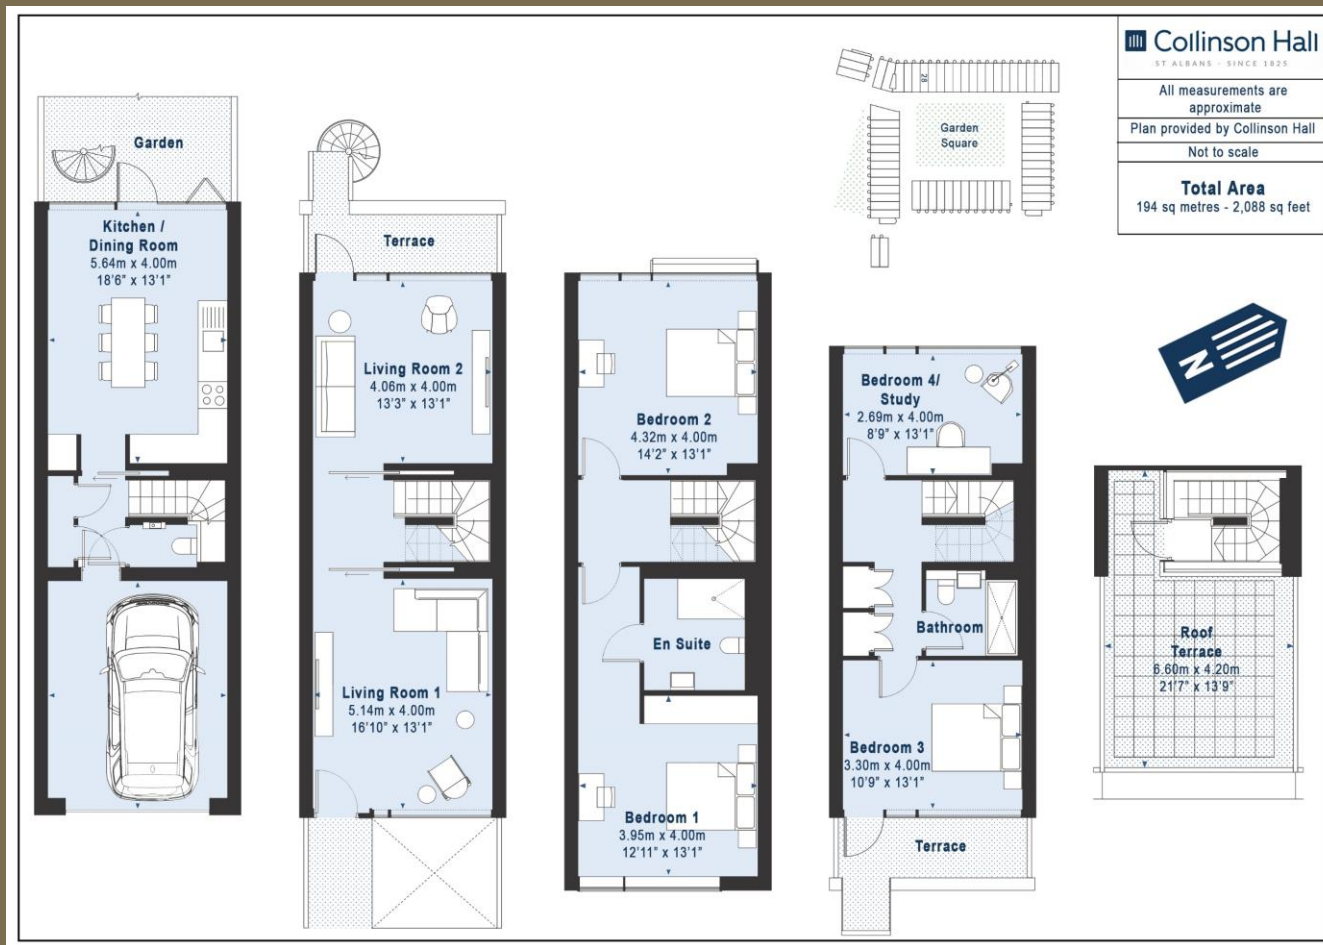 Collinson Hall
ST ALBANS - SINCE 1825
All measurements are
approximate
Plan provided by Collinson Hall
Not to scale
Total Area
194 sq metres - 2,088 sq feet
28
Garden
Square
N
Garden
Kitchen /
Dining Room
5.64m x 4.00m
18'6" x 13'1"
Terrace
Living Room 2
4.06m x 4.00m
13'3" x 13'1"
Living Room 1
5.14m x 4.00m
16'10" x 13'1"
Bedroom 2
4.32m x 4.00m
14'2" x 13'1"
En Suite
Bedroom 1
3.95m x 4.00m
12'11" x 13'1"
Bedroom 4/
Study
2.69m x 4.00m
8'9" x 13'1"
Bathroom
Bedroom 3
3.30m x 4.00m
10'9" x 13'1"
Terrace
Roof
Terrace
6.60m x 4.20m
21'7" x 13'9"